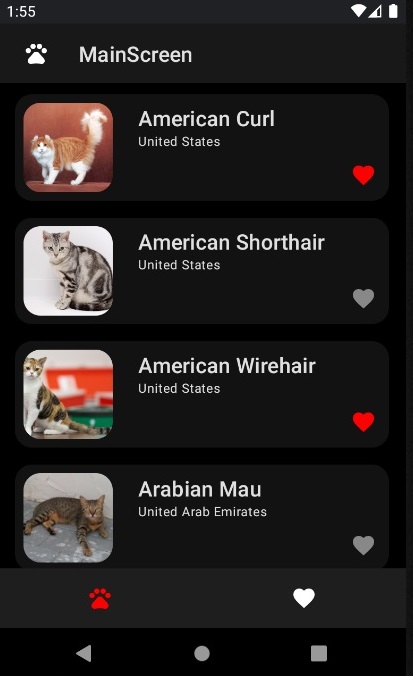 1:55
MainScreen
American Curl
United States
American Shorthair
United States
American Wirehair
United States
Arabian Mau
United Arab Emirates